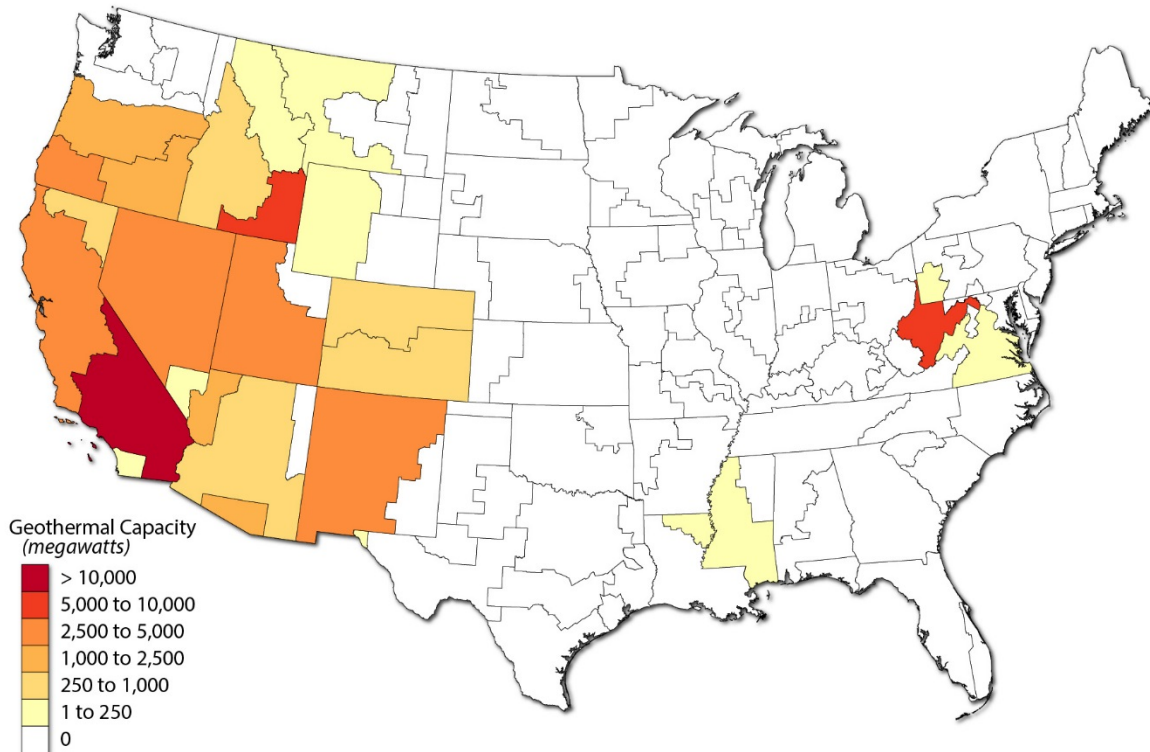 Geothermal Capacity
(megawatts)
> 10,000
5,000 to 10,000
2,500 to 5,000
1,000 to 2,500
250 to 1,000
1 to 250
0